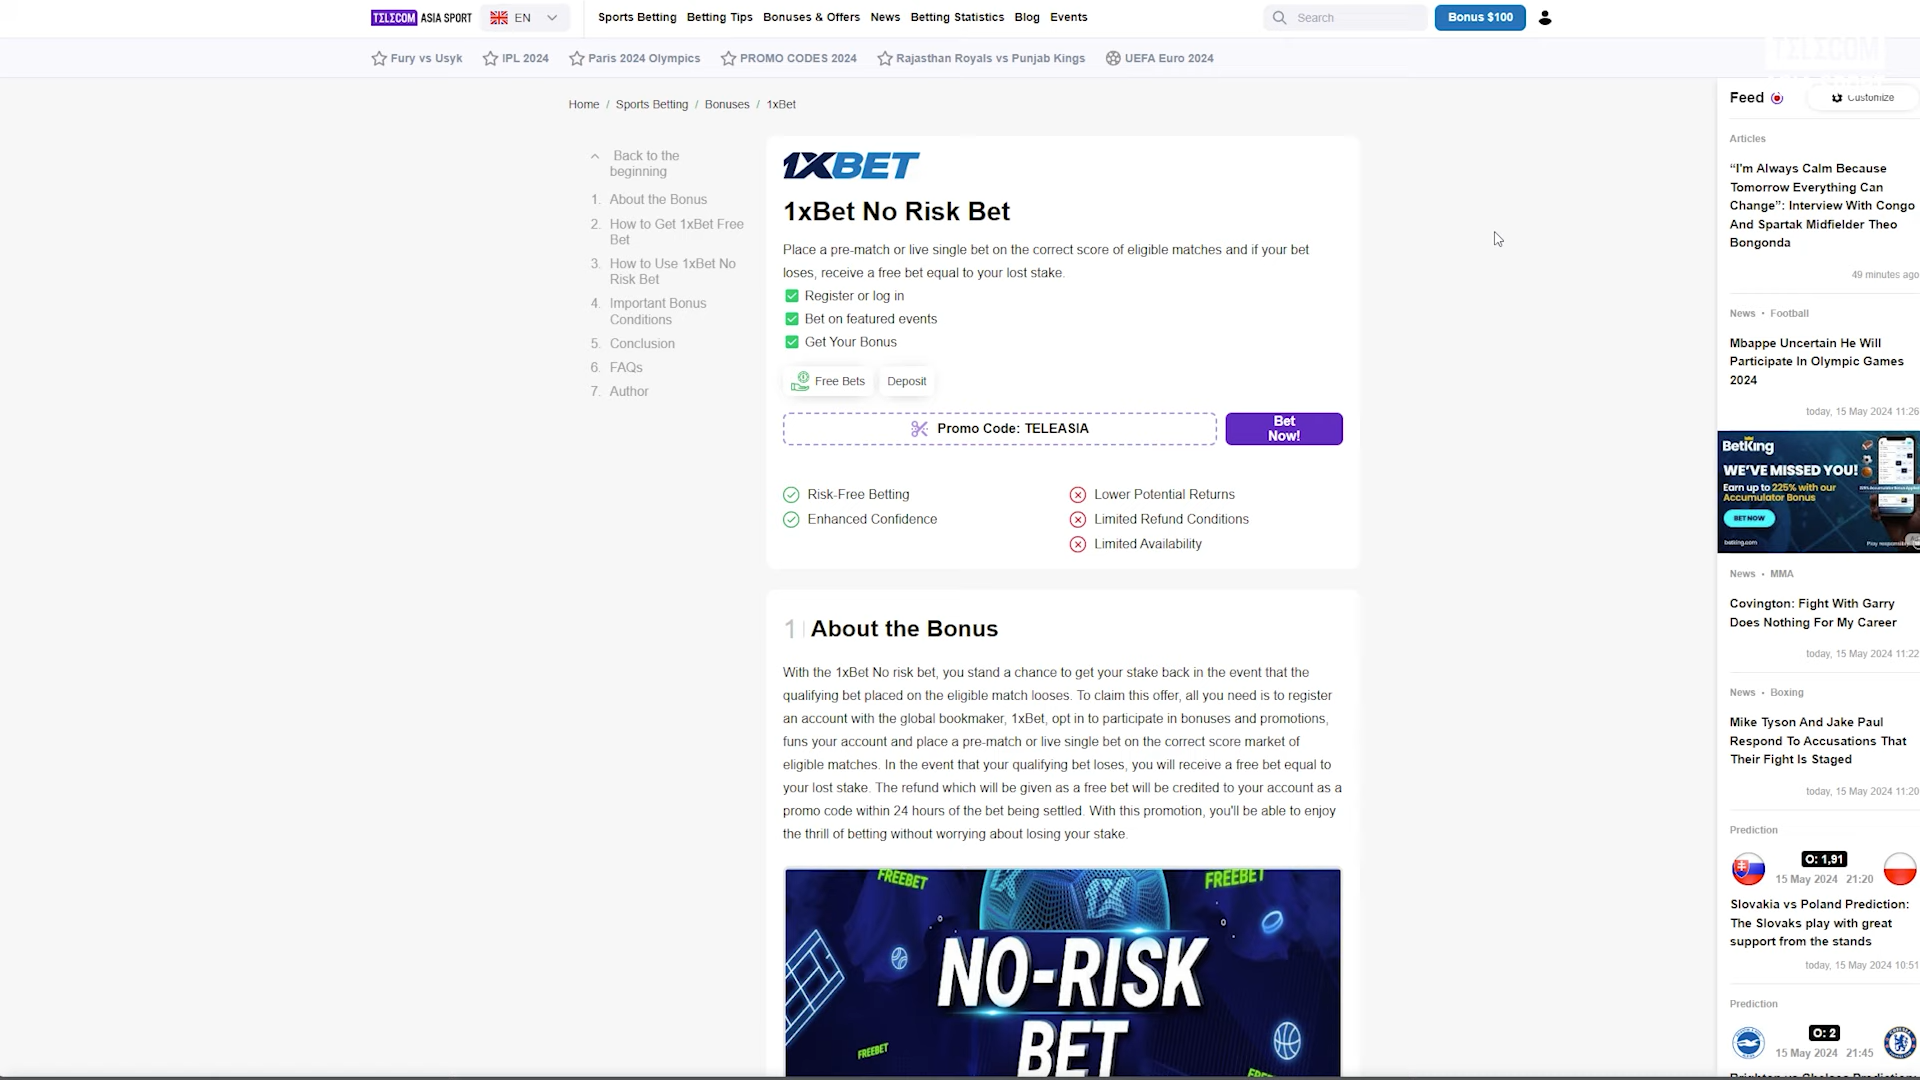 TELECOM ASIA SPORT
EN
Sports Betting
Betting Tips
Bonuses & Offers
News
Betting Statistics
Blog
Events
Search
Bonus $100
TELECOM
Fury vs Usyk
IPL 2024
Paris 2024 Olympics
PROMO CODES 2024
Rajasthan Royals vs Punjab Kings
UEFA Euro 2024
Home / Sports Betting / Bonuses / 1xBet
Back to the
beginning
1. About the Bonus
2. How to Get 1xBet Free
Bet
3. How to Use 1xBet No
Risk Bet
4. Important Bonus
Conditions
5. Conclusion
6. FAQs
7. Author
1XBET
1xBet No Risk Bet
Place a pre-match or live single bet on the correct score of eligible matches and if your bet
loses, receive a free bet equal to your lost stake.
Register or log in
Bet on featured events
Get Your Bonus
Free Bets
Deposit
Promo Code: TELEASIA
Bet
Now!
Risk-Free Betting
Enhanced Confidence
Lower Potential Returns
Limited Refund Conditions
Limited Availability
1 About the Bonus
With the 1xBet No risk bet, you stand a chance to get your stake back in the event that the
qualifying bet placed on the eligible match looses. To claim this offer, all you need is to register
an account with the global bookmaker, 1xBet, opt in to participate in bonuses and promotions,
funs your account and place a pre-match or live single bet on the correct score market of
eligible matches. In the event that your qualifying bet loses, you will receive a free bet equal to
your lost stake. The refund which will be given as a free bet will be credited to your account as a
promo code within 24 hours of the bet being settled. With this promotion, you'll be able to enjoy
the thrill of betting without worrying about losing your stake.
FREEBET
FREEBET
1X
NO-RISK
BET
FREEBET
Feed
Customize
Articles
“I’m Always Calm Because
Tomorrow Everything Can
Change”: Interview With Congo
And Spartak Midfielder Theo
Bongonda
49 minutes ago
News • Football
Mbappe Uncertain He Will
Participate In Olympic Games
2024
today, 15 May 2024 11:26
BetKing
WE'VE MISSED YOU!
Earn up to 225% with our
Accumulator Bonus
BET NOW
betking.com
News • MMA
Covington: Fight With Garry
Does Nothing For My Career
today, 15 May 2024 11:22
News • Boxing
Mike Tyson And Jake Paul
Respond To Accusations That
Their Fight Is Staged
today, 15 May 2024 11:20
Prediction
O: 1,91
15 May 2024 21:20
Slovakia vs Poland Prediction:
The Slovaks play with great
support from the stands
today, 15 May 2024 10:51
Prediction
O: 2
15 May 2024 21:45